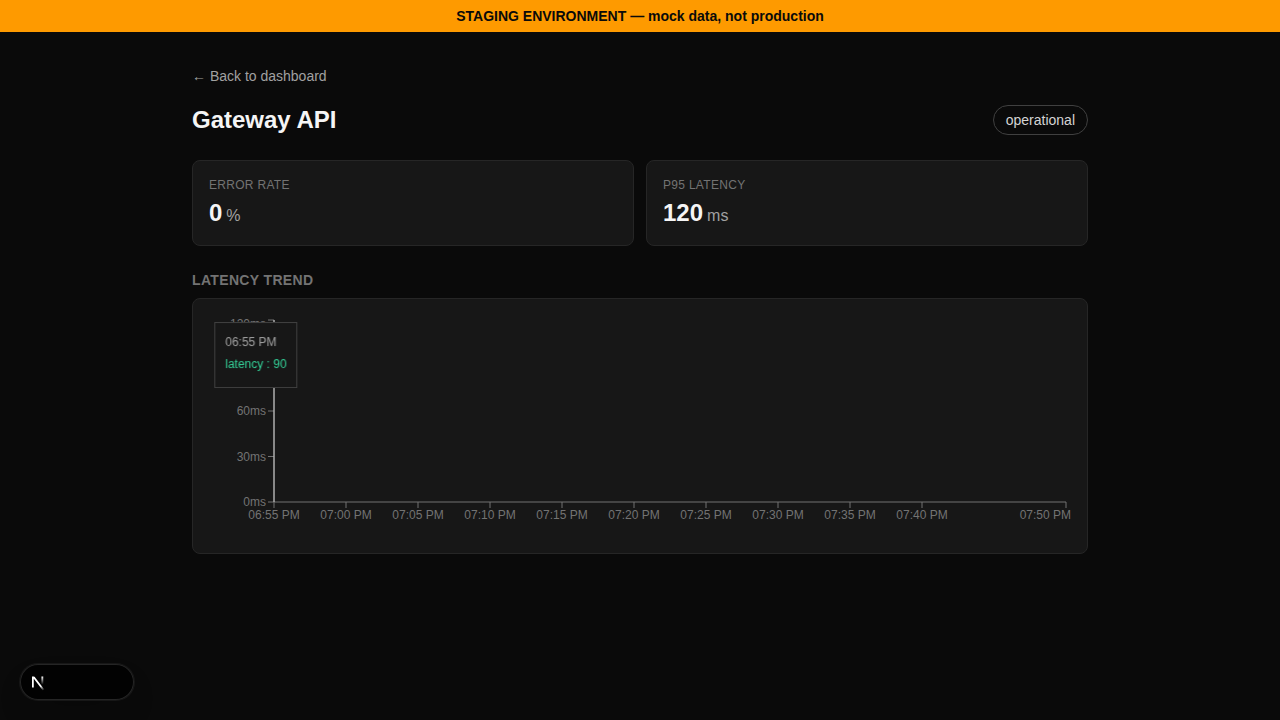 STAGING ENVIRONMENT — mock data, not production
← Back to dashboard
Gateway API
operational
ERROR RATE
0 %
P95 LATENCY
120 ms
LATENCY TREND
06:55 PM
latency : 90
60ms
30ms
0ms
06:55 PM 07:00 PM 07:05 PM 07:10 PM 07:15 PM 07:20 PM 07:25 PM 07:30 PM 07:35 PM 07:40 PM 07:50 PM